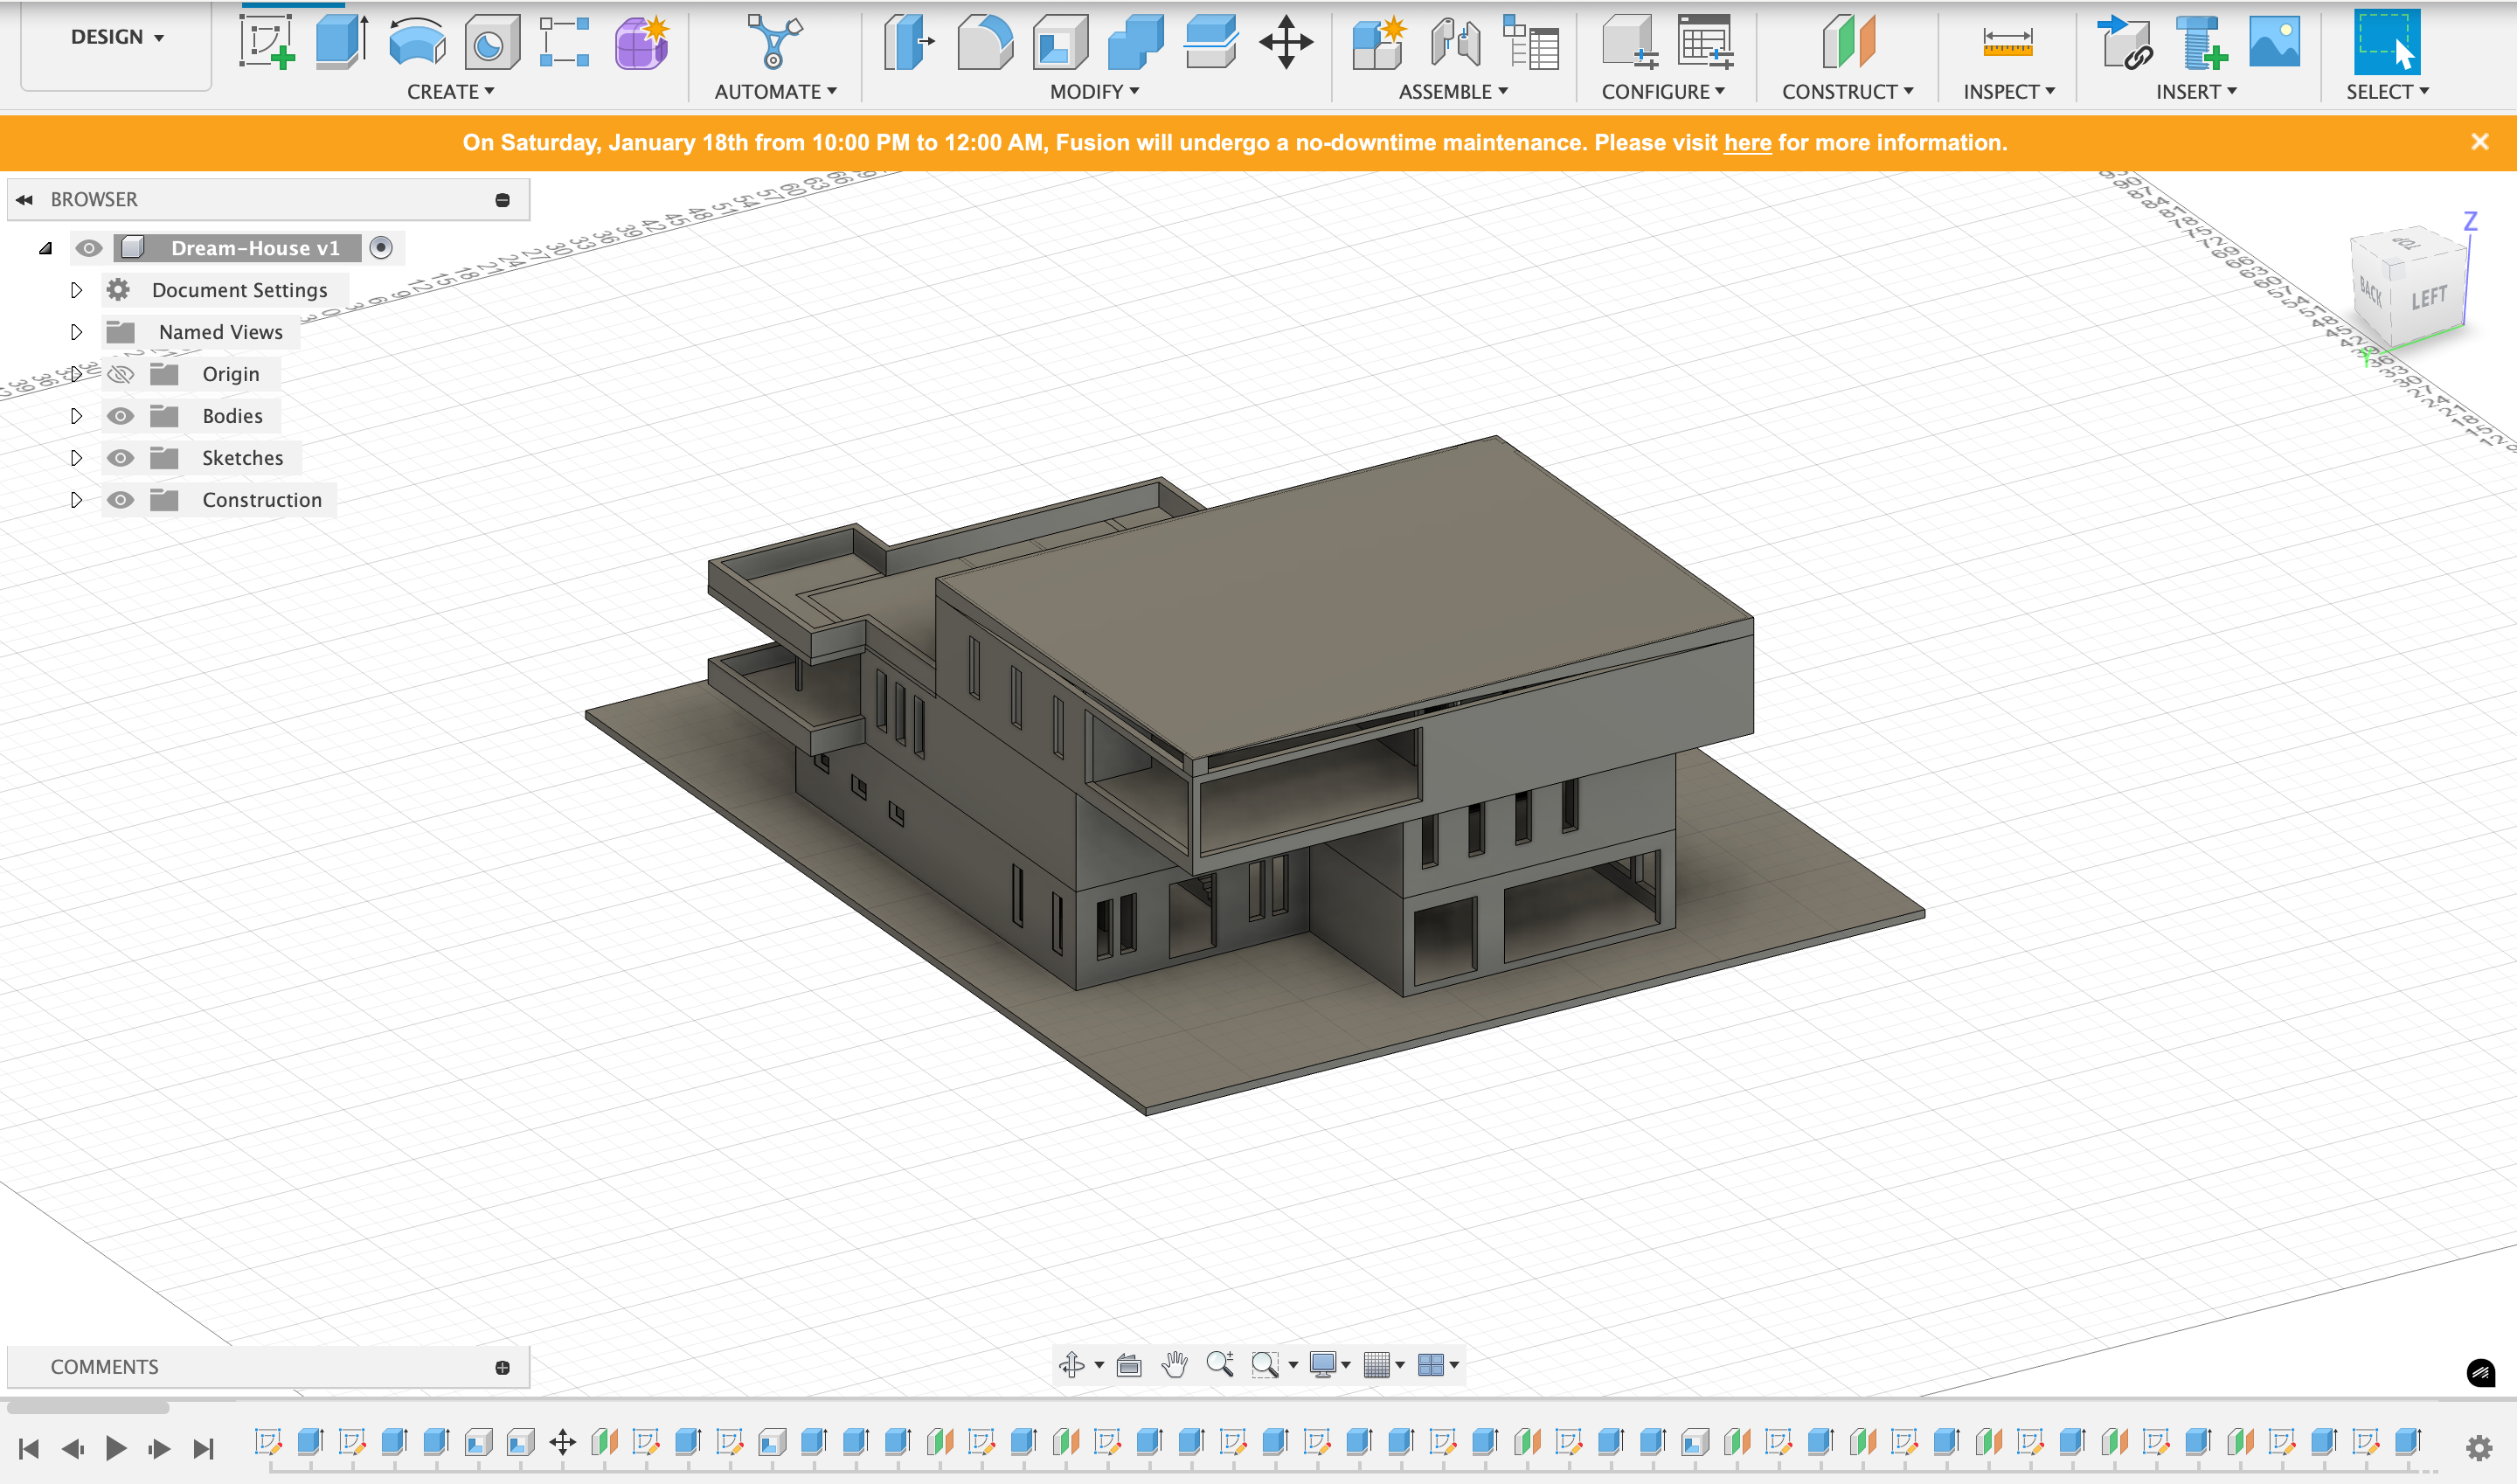 DESIGN
CREATE
AUTOMATE
MODIFY
ASSEMBLE
CONFIGURE
CONSTRUCT
INSPECT
INSERT
SELECT
On Saturday, January 18th from 10:00 PM to 12:00 AM, Fusion will undergo a no-downtime maintenance. Please visit here for more information.
BROWSER
Dream-House v1
Document Settings
Named Views
Origin
Bodies
Sketches
Construction
Z
TOP
BACK
LEFT
Y
COMMENTS